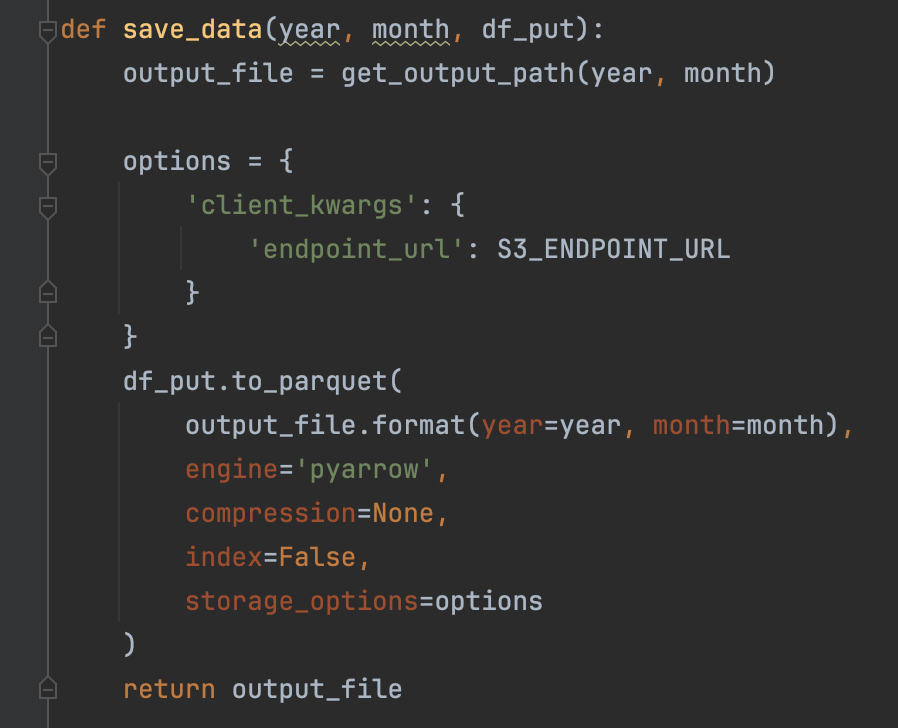 def save_data(year, month, df_put):
    output_file = get_output_path(year, month)

    options = {
        'client_kwargs': {
            'endpoint_url': S3_ENDPOINT_URL
        }
    }
    df_put.to_parquet(
        output_file.format(year=year, month=month),
        engine='pyarrow',
        compression=None,
        index=False,
        storage_options=options
    )
    return output_file